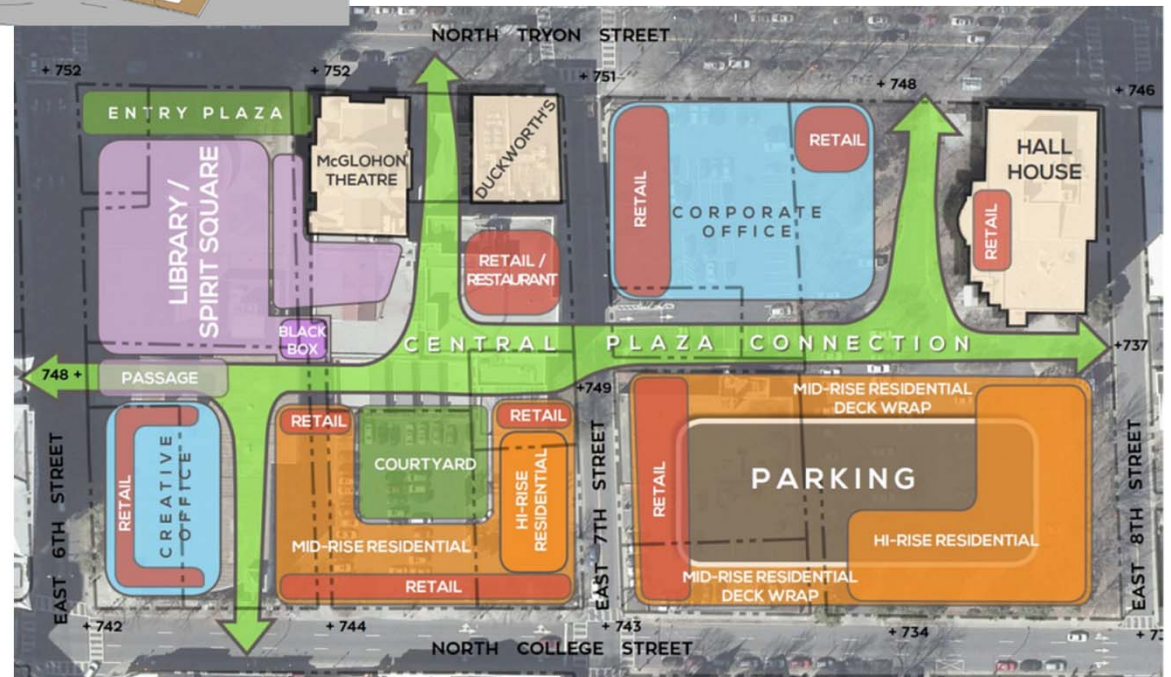 NORTH TRYON STREET
+ 752
+ 752
+ 751
+ 748
+ 746
ENTRY PLAZA
McGLOHON
THEATRE
DUCKWORTH'S
RETAIL
RETAIL
HALL
HOUSE
LIBRARY /
SPIRIT SQUARE
CORPORATE
OFFICE
RETAIL
RETAIL /
RESTAURANT
BLACK
BOX
CENTRAL PLAZA CONNECTION
+737
748 +
PASSAGE
+749
MID-RISE RESIDENTIAL
DECK WRAP
RETAIL
RETAIL
CREATIVE
OFFICE
RETAIL
COURTYARD
HI-RISE
RESIDENTIAL
RETAIL
PARKING
EAST 6TH STREET
EAST 7TH STREET
EAST 8TH STREET
MID-RISE RESIDENTIAL
HI-RISE RESIDENTIAL
RETAIL
MID-RISE RESIDENTIAL
DECK WRAP
+ 742
+ 744
+ 743
+ 734
NORTH COLLEGE STREET